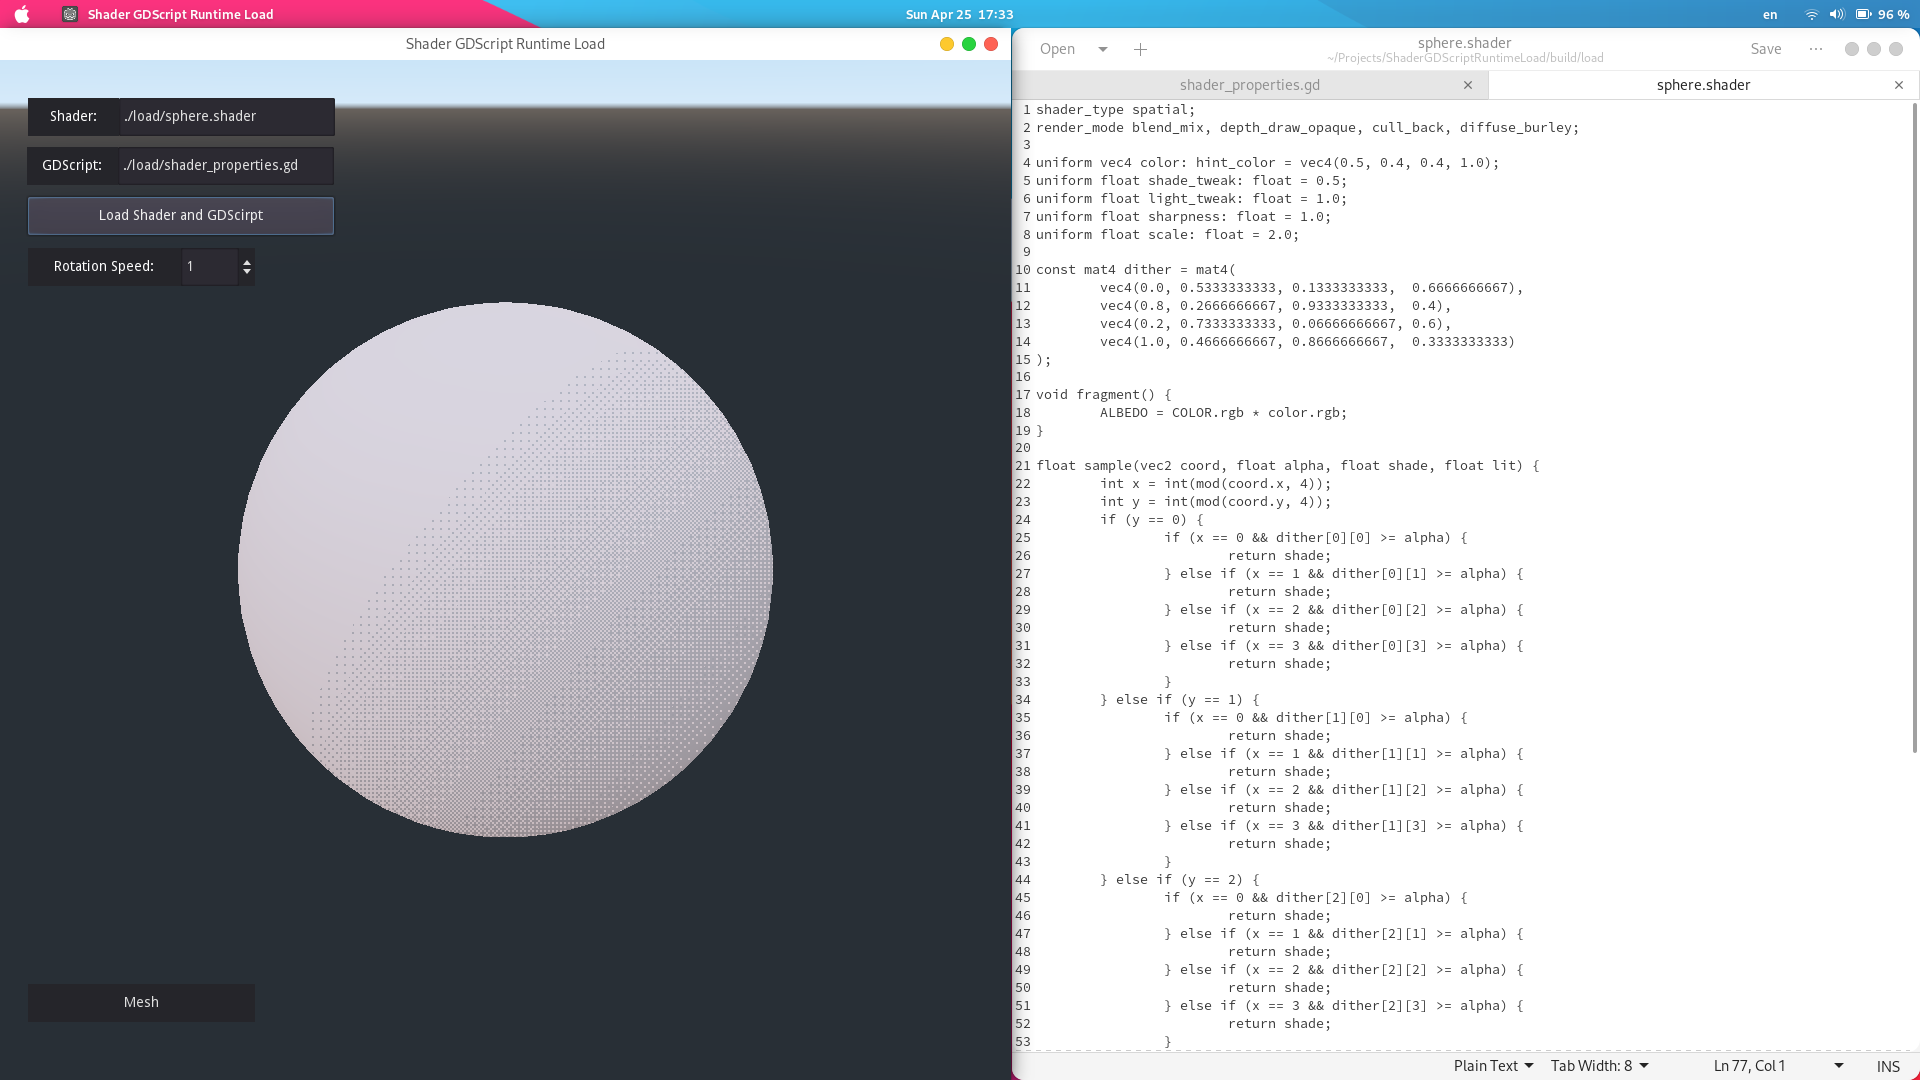 Shader GDScript Runtime Load
Sun Apr 25  17:33
en
96 %
Shader GDScript Runtime Load
Shader:
./load/sphere.shader
GDScript:
./load/shader_properties.gd
Load Shader and GDScirpt
Rotation Speed:
1
Mesh
Open
sphere.shader
~/Projects/ShaderGDScriptRuntimeLoad/build/load
Save
shader_properties.gd
sphere.shader
1 shader_type spatial;
2 render_mode blend_mix, depth_draw_opaque, cull_back, diffuse_burley;
3
4 uniform vec4 color: hint_color = vec4(0.5, 0.4, 0.4, 1.0);
5 uniform float shade_tweak: float = 0.5;
6 uniform float light_tweak: float = 1.0;
7 uniform float sharpness: float = 1.0;
8 uniform float scale: float = 2.0;
9
10 const mat4 dither = mat4(
11         vec4(0.0, 0.5333333333, 0.1333333333,  0.6666666667),
12         vec4(0.8, 0.2666666667, 0.9333333333,  0.4),
13         vec4(0.2, 0.7333333333, 0.06666666667, 0.6),
14         vec4(1.0, 0.4666666667, 0.8666666667,  0.3333333333)
15 );
16
17 void fragment() {
18         ALBEDO = COLOR.rgb * color.rgb;
19 }
20
21 float sample(vec2 coord, float alpha, float shade, float lit) {
22         int x = int(mod(coord.x, 4));
23         int y = int(mod(coord.y, 4));
24         if (y == 0) {
25                 if (x == 0 && dither[0][0] >= alpha) {
26                         return shade;
27                 } else if (x == 1 && dither[0][1] >= alpha) {
28                         return shade;
29                 } else if (x == 2 && dither[0][2] >= alpha) {
30                         return shade;
31                 } else if (x == 3 && dither[0][3] >= alpha) {
32                         return shade;
33                 }
34         } else if (y == 1) {
35                 if (x == 0 && dither[1][0] >= alpha) {
36                         return shade;
37                 } else if (x == 1 && dither[1][1] >= alpha) {
38                         return shade;
39                 } else if (x == 2 && dither[1][2] >= alpha) {
40                         return shade;
41                 } else if (x == 3 && dither[1][3] >= alpha) {
42                         return shade;
43                 }
44         } else if (y == 2) {
45                 if (x == 0 && dither[2][0] >= alpha) {
46                         return shade;
47                 } else if (x == 1 && dither[2][1] >= alpha) {
48                         return shade;
49                 } else if (x == 2 && dither[2][2] >= alpha) {
50                         return shade;
51                 } else if (x == 3 && dither[2][3] >= alpha) {
52                         return shade;
53                 }
Plain Text
Tab Width: 8
Ln 77, Col 1
INS